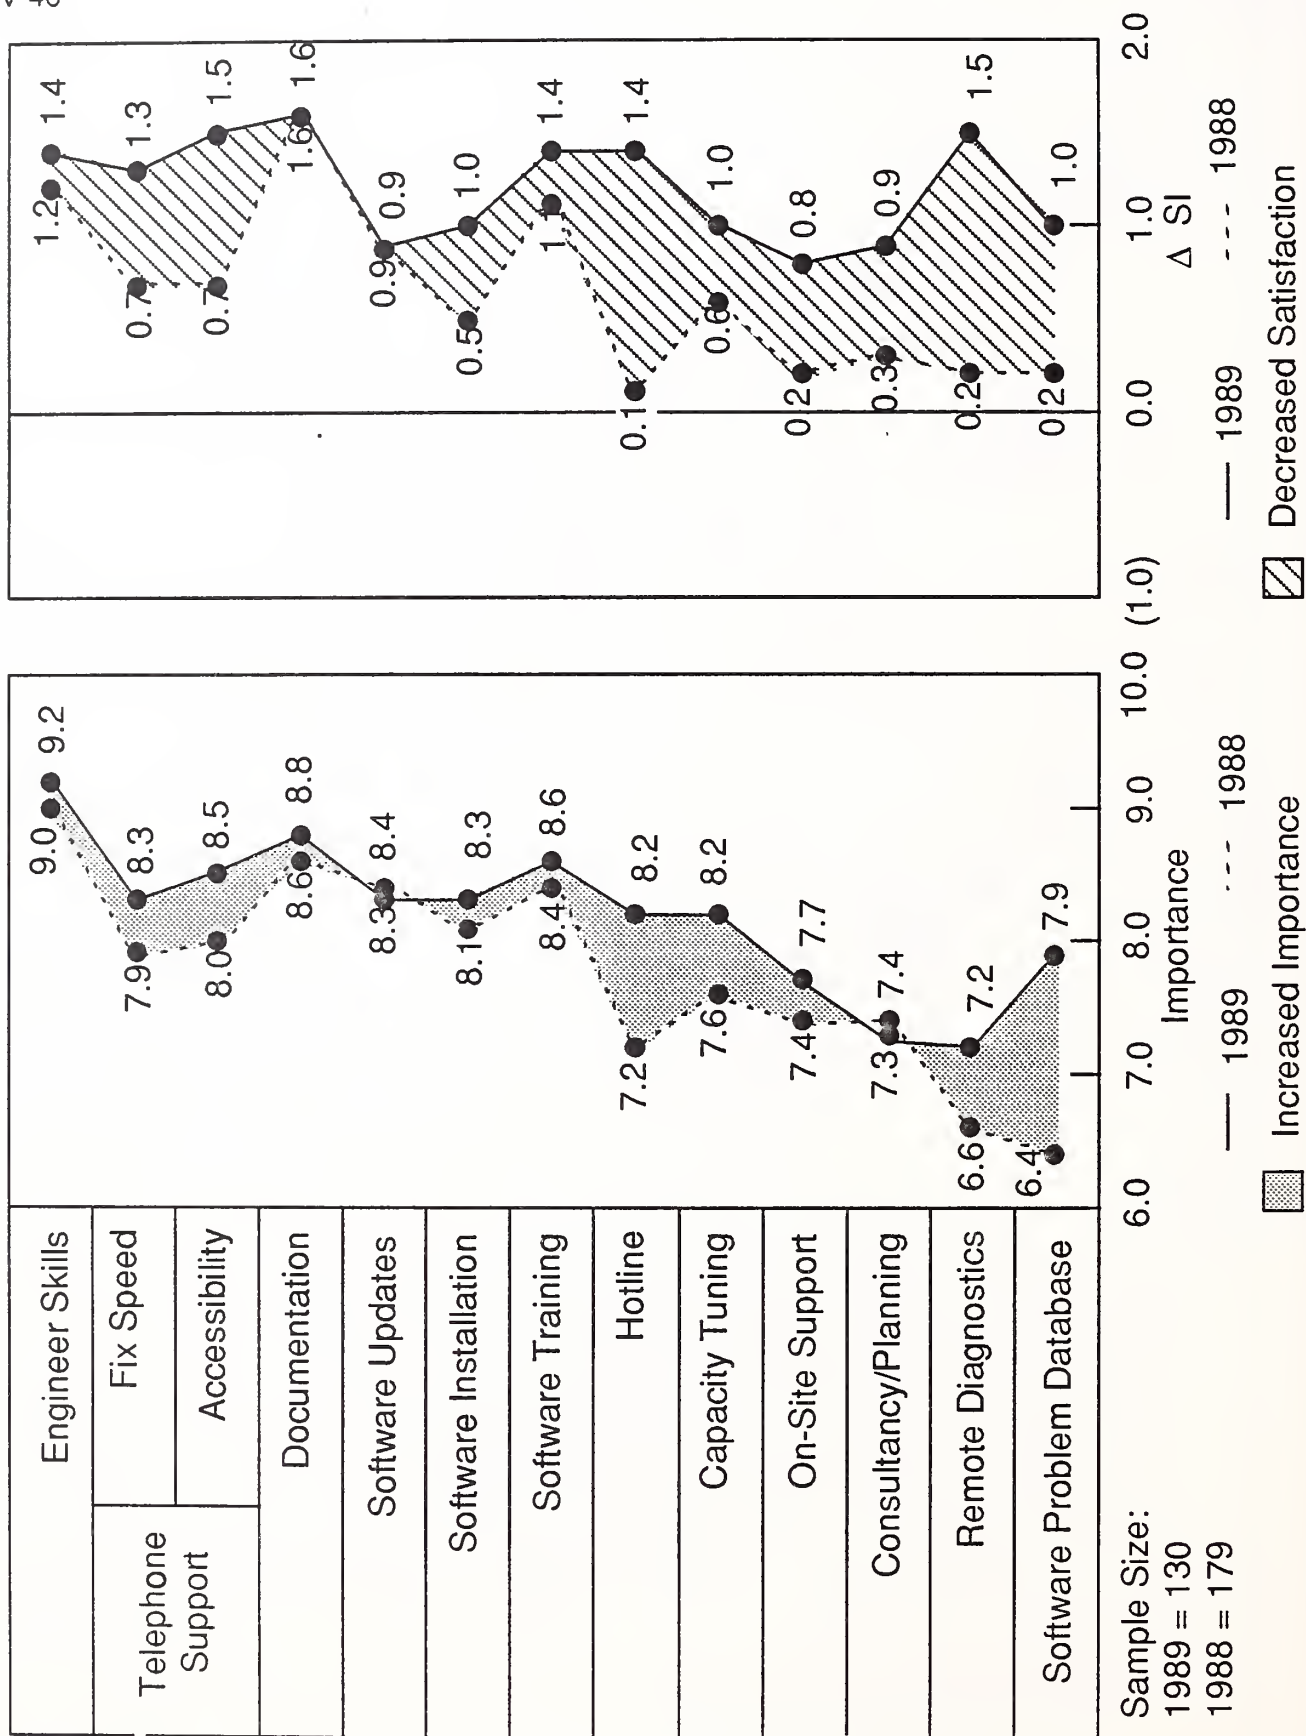 Engineer Skills
9.0
9.2
1.2
1.4
Telephone
Support
Fix Speed
7.9
8.3
0.7
1.3
Accessibility
8.0
8.5
0.7
1.5
Documentation
8.6
8.8
1.6
1.6
Software Updates
8.3
8.4
0.9
0.9
Software Installation
8.1
8.3
0.5
1.0
Software Training
8.4
8.6
1.1
1.4
Hotline
7.2
8.2
0.1
1.4
Capacity Tuning
7.6
8.2
0.6
1.0
On-Site Support
7.4
7.7
0.2
0.8
Consultancy/Planning
7.3
7.4
0.3
0.9
Remote Diagnostics
6.6
7.2
0.2
1.5
Software Problem Database
6.4
7.9
0.2
1.0
6.0 7.0 8.0 9.0 10.0
Importance
1989 1988
Increased Importance
(1.0) 0.0 1.0 2.0
Δ SI
1989 1988
Decreased Satisfaction
Sample Size:
1989 = 130
1988 = 179